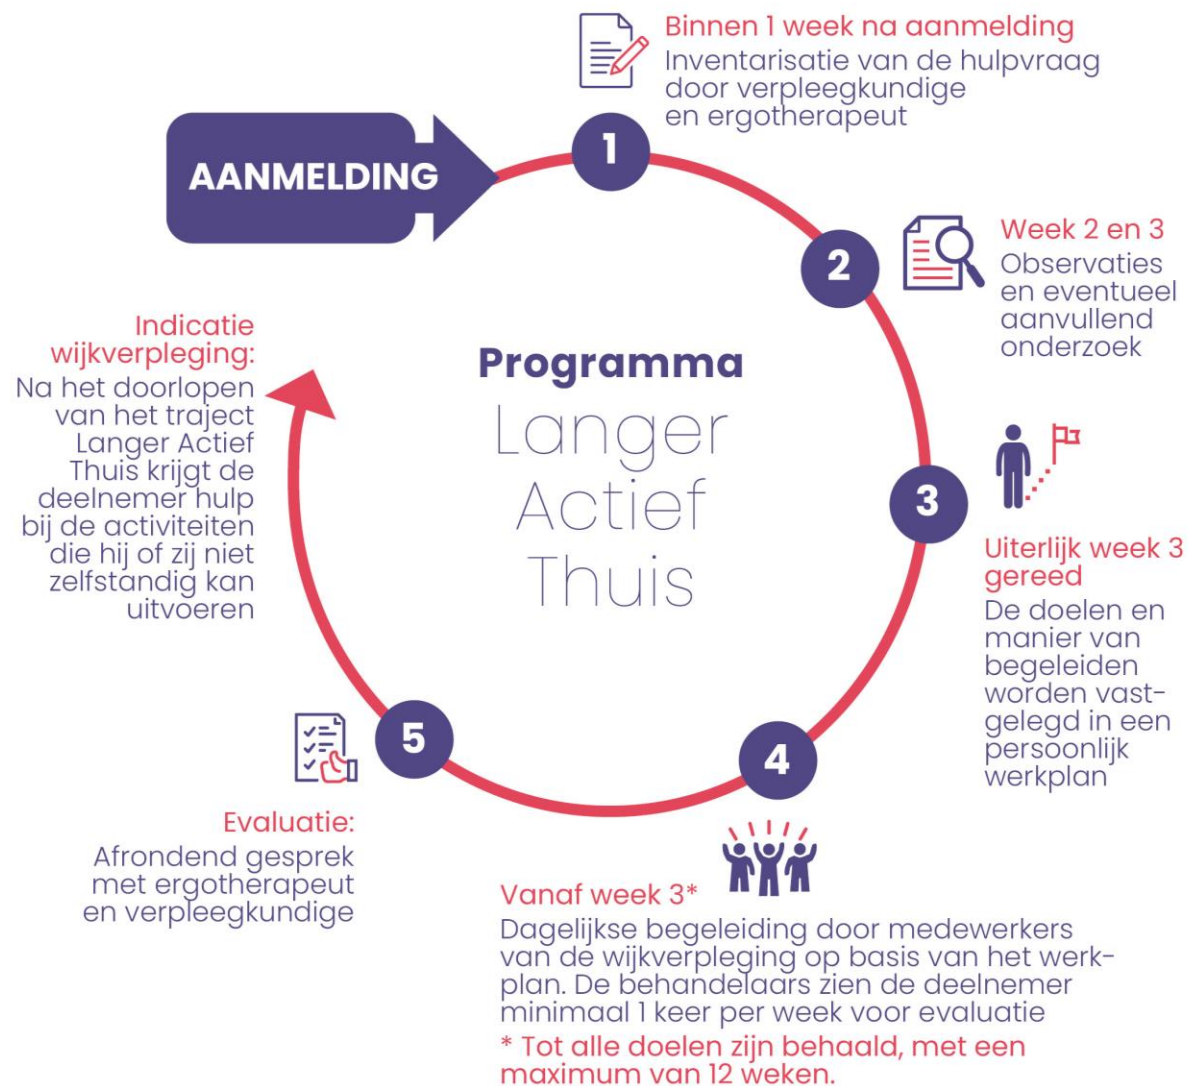 AANMELDING
1
Binnen 1 week na aanmelding
Inventarisatie van de hulpvraag
door verpleegkundige
en ergotherapeut
2
Week 2 en 3
Observaties
en eventueel
aanvullend
onderzoek
Programma
Langer
Actief
Thuis
3
Uiterlijk week 3
gereed
De doelen en
manier van
begeleiden
worden vast-
gelegd in een
persoonlijk
werkplan
4
Vanaf week 3*
Dagelijkse begeleiding door medewerkers
van de wijkverpleging op basis van het werk-
plan. De behandelaars zien de deelnemer
minimaal 1 keer per week voor evaluatie
* Tot alle doelen zijn behaald, met een
maximum van 12 weken.
5
Evaluatie:
Afrondend gesprek
met ergotherapeut
en verpleegkundige
Indicatie
wijkverpleging:
Na het doorlopen
van het traject
Langer Actief
Thuis krijgt de
deelnemer hulp
bij de activiteiten
die hij of zij niet
zelfstandig kan
uitvoeren